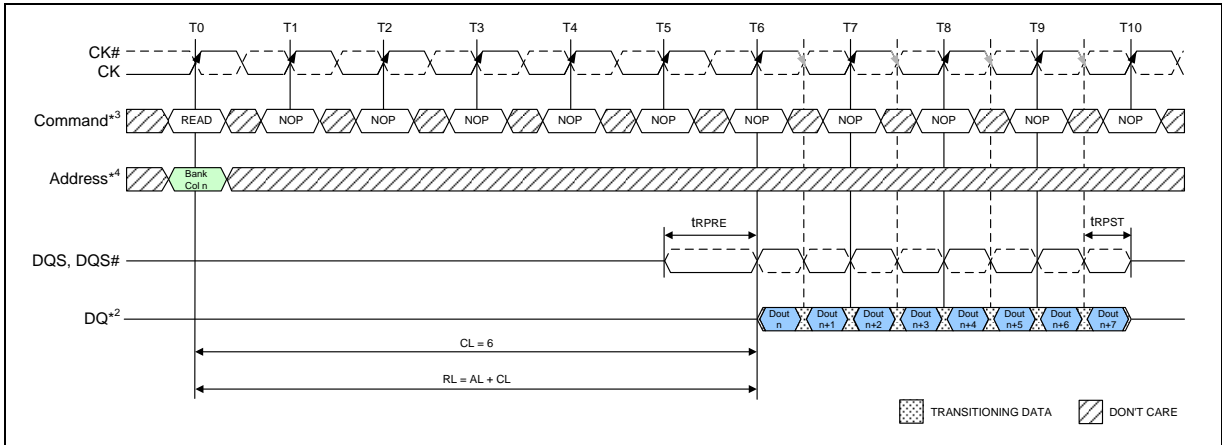 T0 T1 T2 T3 T4 T5 T6 T7 T8 T9 T10
CK#
CK
Command*3 READ NOP NOP NOP NOP NOP NOP NOP NOP NOP NOP
Address*4 Bank
Col n
tRPRE tRPST
DQS, DQS#
DQ*2 Dout Dout Dout Dout Dout Dout Dout Dout
n n+1 n+2 n+3 n+4 n+5 n+6 n+7
CL = 6
RL = AL + CL
TRANSITIONING DATA DON'T CARE